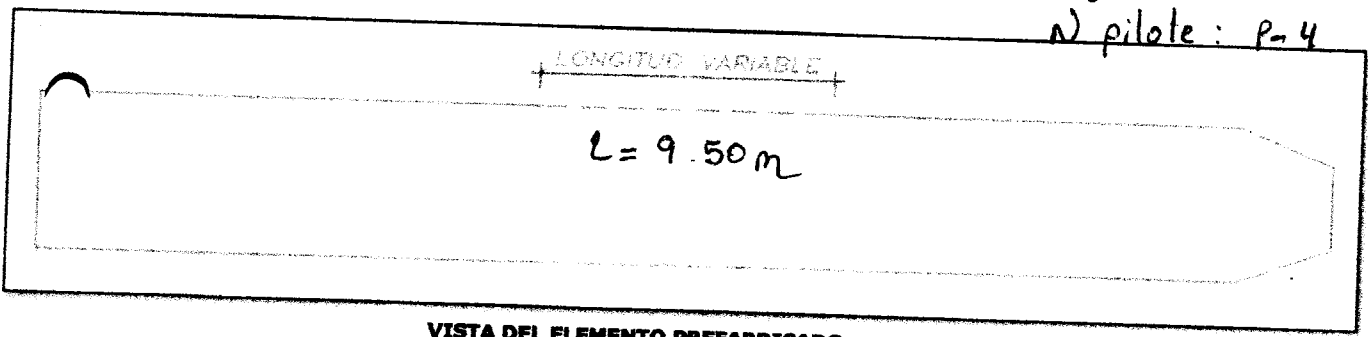 N) pilote: P-4
LONGITUD VARIABLE
L= 9.50 m
VISTA DEL ELEMENTO PREFABRICADO